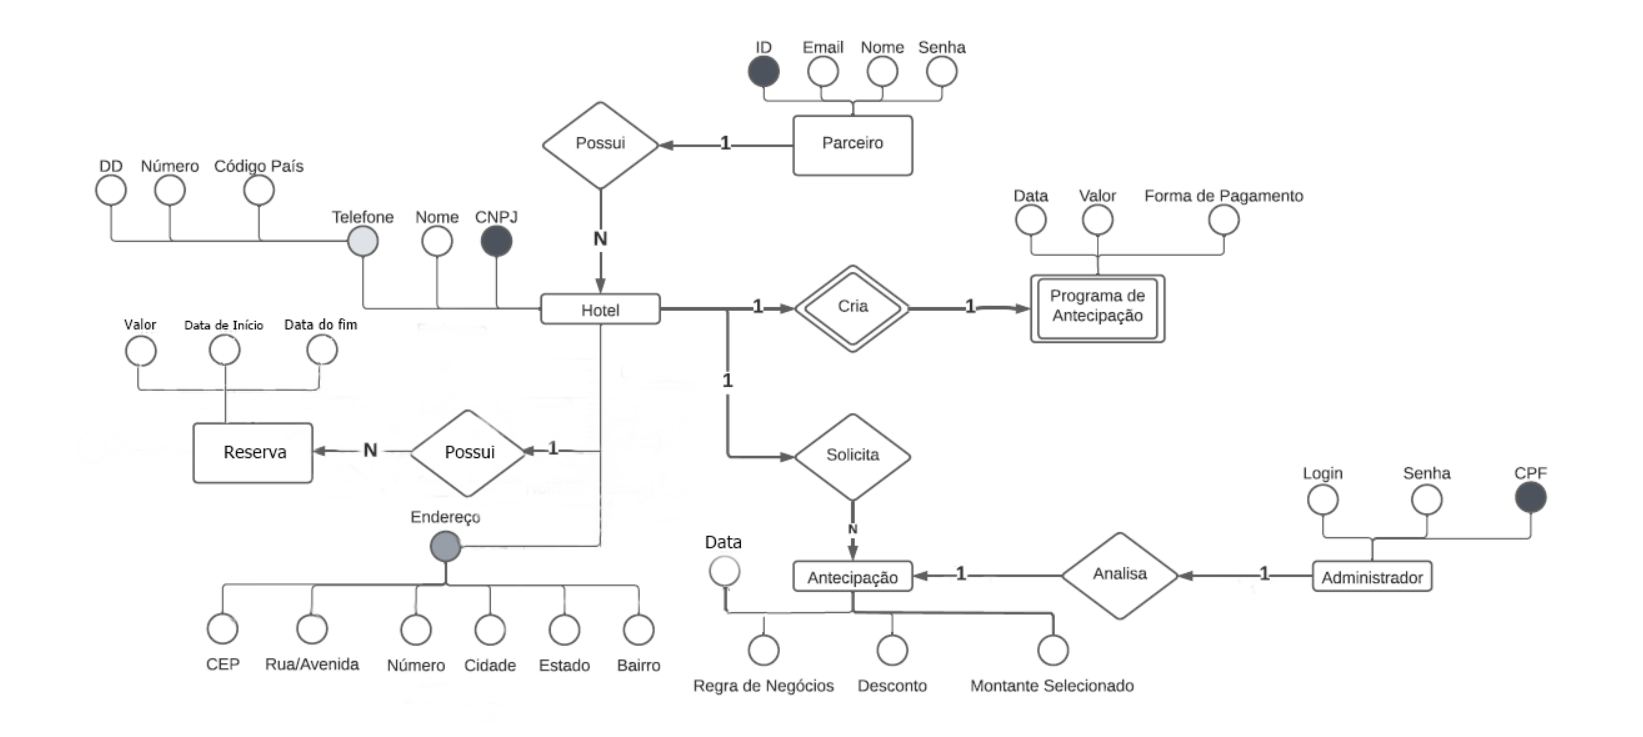 ID Email Nome Senha
Possui 1 Parceiro
DD Número Código País
Data Valor Forma de Pagamento
Telefone Nome CNPJ
N
Hotel 1 Cria 1 Programa de
Antecipação
Valor Data de Início Data do fim
1
Reserva N Possui 1
Solicita
Login Senha CPF
Endereço
N
Data
Antecipação 1 Analisa 1 Administrador
CEP Rua/Avenida Número Cidade Estado Bairro
Regra de Negócios Desconto Montante Selecionado